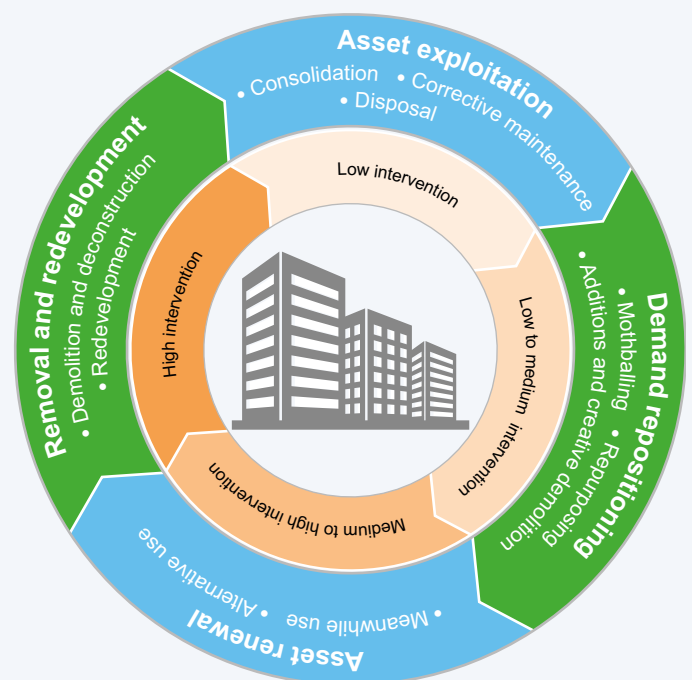 Asset exploitation
• Consolidation • Corrective maintenance
• Disposal
Low intervention
Demand repositioning
• Mothballing • Repurposing
• Additions and creative demolition
Low to medium intervention
Asset renewal
• Meanwhile use • Alternative use
Medium to high intervention
Removal and redevelopment
• Demolition and deconstruction
• Redevelopment
High intervention